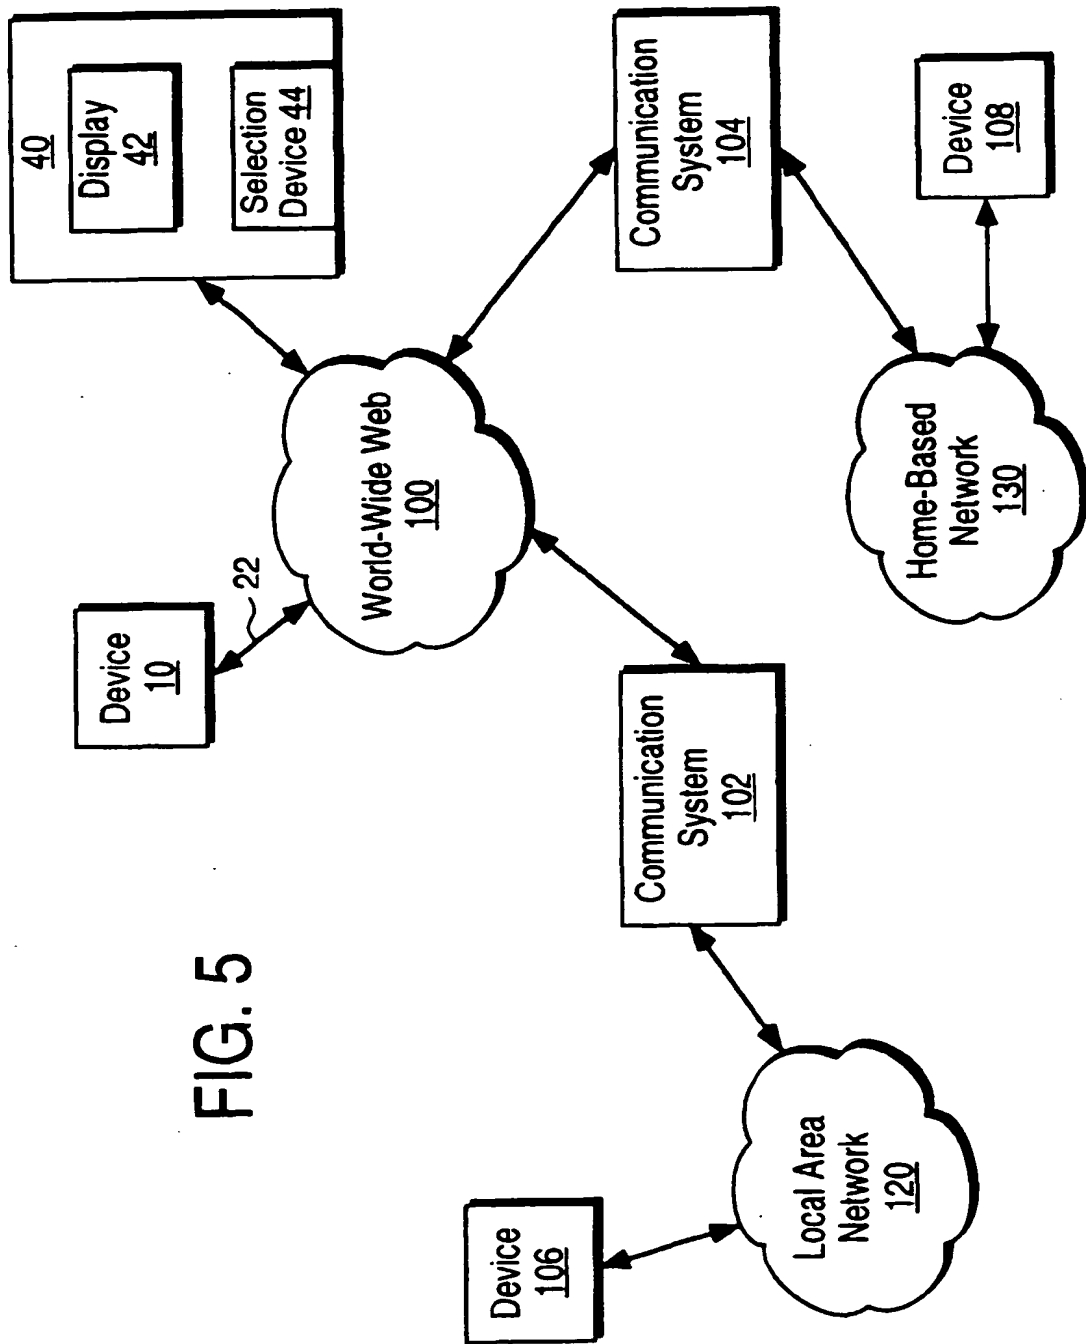 FIG. 5
Device
10
22
40
Display
42
Selection
Device 44
World-Wide Web
100
Communication
System
102
Communication
System
104
Device
106
Local Area
Network
120
Home-Based
Network
130
Device
108